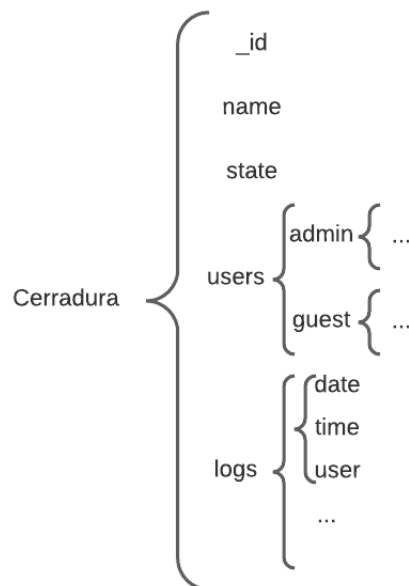 _id
name
state
Cerradura
users
admin
...
guest
...
logs
date
time
user
...